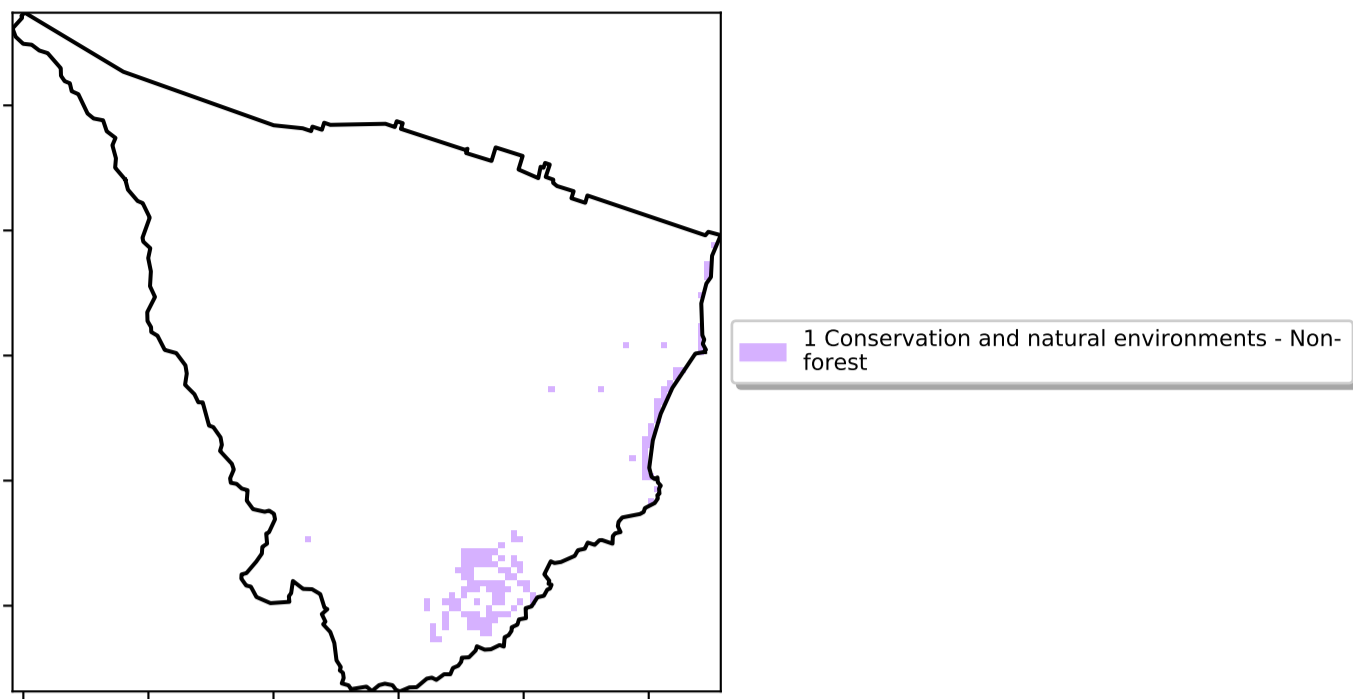 1 Conservation and natural environments - Non-
forest